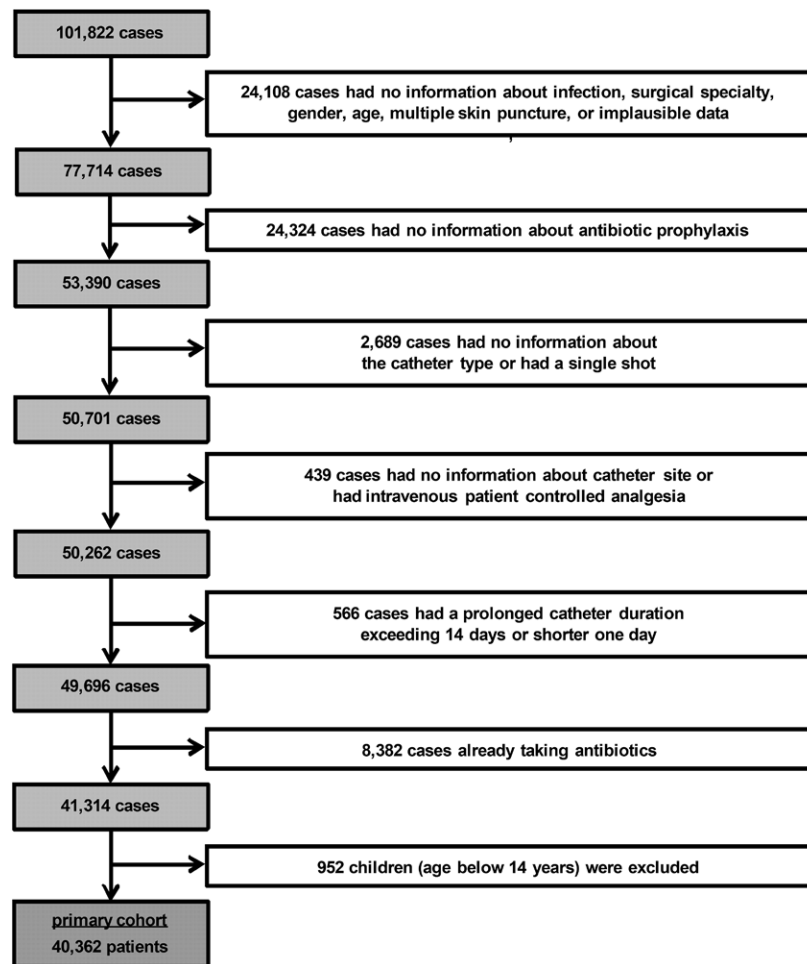 101,822 cases
24,108 cases had no information about infection, surgical specialty,
gender, age, multiple skin puncture, or implausible data
,
77,714 cases
24,324 cases had no information about antibiotic prophylaxis
53,390 cases
2,689 cases had no information about
the catheter type or had a single shot
50,701 cases
439 cases had no information about catheter site or
had intravenous patient controlled analgesia
50,262 cases
566 cases had a prolonged catheter duration
exceeding 14 days or shorter one day
49,696 cases
8,382 cases already taking antibiotics
41,314 cases
952 children (age below 14 years) were excluded
primary cohort
40,362 patients